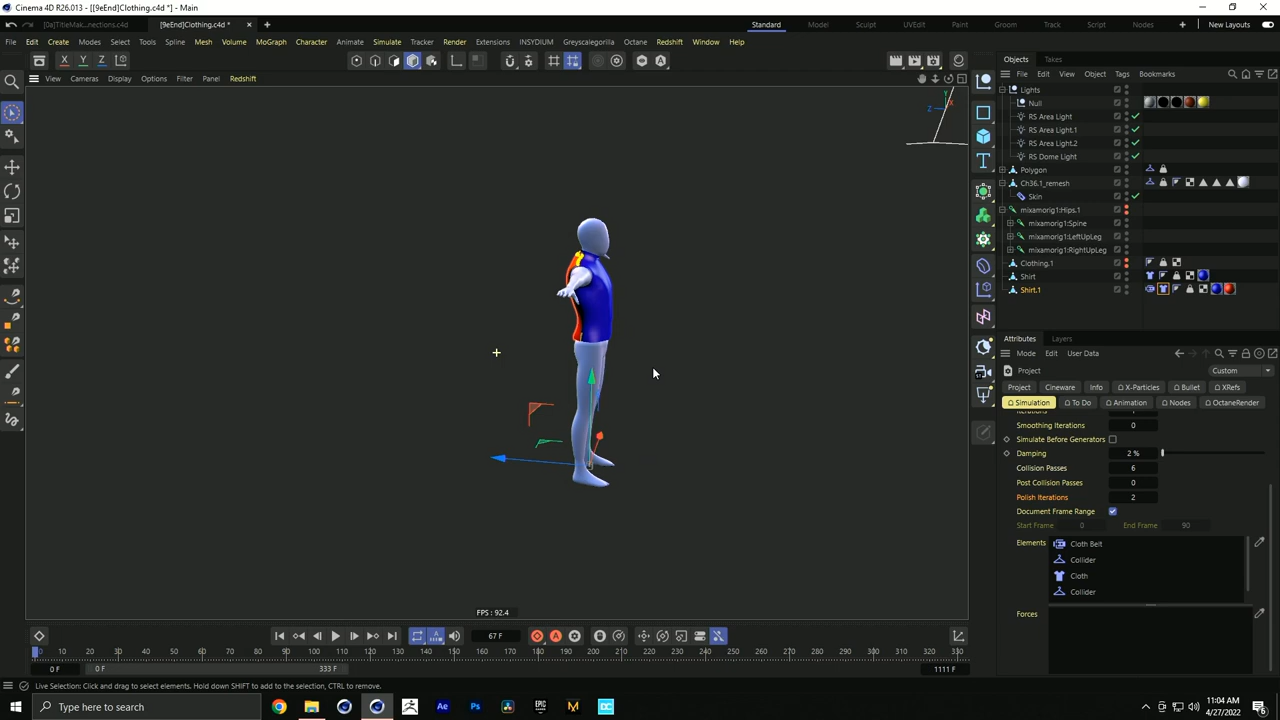 Cinema 4D R26.013 - [[9eEnd]Clothing.c4d *] - Main
[0a]TitleMak...nections.c4d
[9eEnd]Clothing.c4d *
Standard
Model
Sculpt
UVEdit
Paint
Groom
Track
Script
Nodes
New Layouts
File Edit Create Modes Select Tools Spline Mesh Volume MoGraph Character Animate Simulate Tracker Render Extensions INSYDIUM Greyscalegorilla Octane Redshift Window Help
View Cameras Display Options Filter Panel Redshift
Objects Takes
File Edit View Object Tags Bookmarks
Lights
Null
RS Area Light
RS Area Light.1
RS Area Light.2
RS Dome Light
Polygon
Ch36.1_remesh
Skin
mixamorig1:Hips.1
mixamorig1:Spine
mixamorig1:LeftUpLeg
mixamorig1:RightUpLeg
Clothing.1
Shirt
Shirt.1
Attributes Layers
Mode Edit User Data
Project Custom
Project Cineware Info X-Particles Bullet XRefs
Simulation To Do Animation Nodes OctaneRender
Smoothing Iterations 0
Simulate Before Generators
Damping 2 %
Collision Passes 6
Post Collision Passes 0
Polish Iterations 2
Document Frame Range
Start Frame 0 End Frame 90
Elements Cloth Belt
Collider
Cloth
Collider
Forces
Y
X
Z
FPS : 92.4
67 F
0 10 20 30 40 50 60 70 80 90 100 110 120 130 140 150 160 170 180 190 200 210 220 230 240 250 260 270 280 290 300 310 320 330
0 F 0 F 333 F 1111 F
Live Selection: Click and drag to select elements. Hold down SHIFT to add to the selection, CTRL to remove.
Type here to search
11:04 AM
4/27/2022